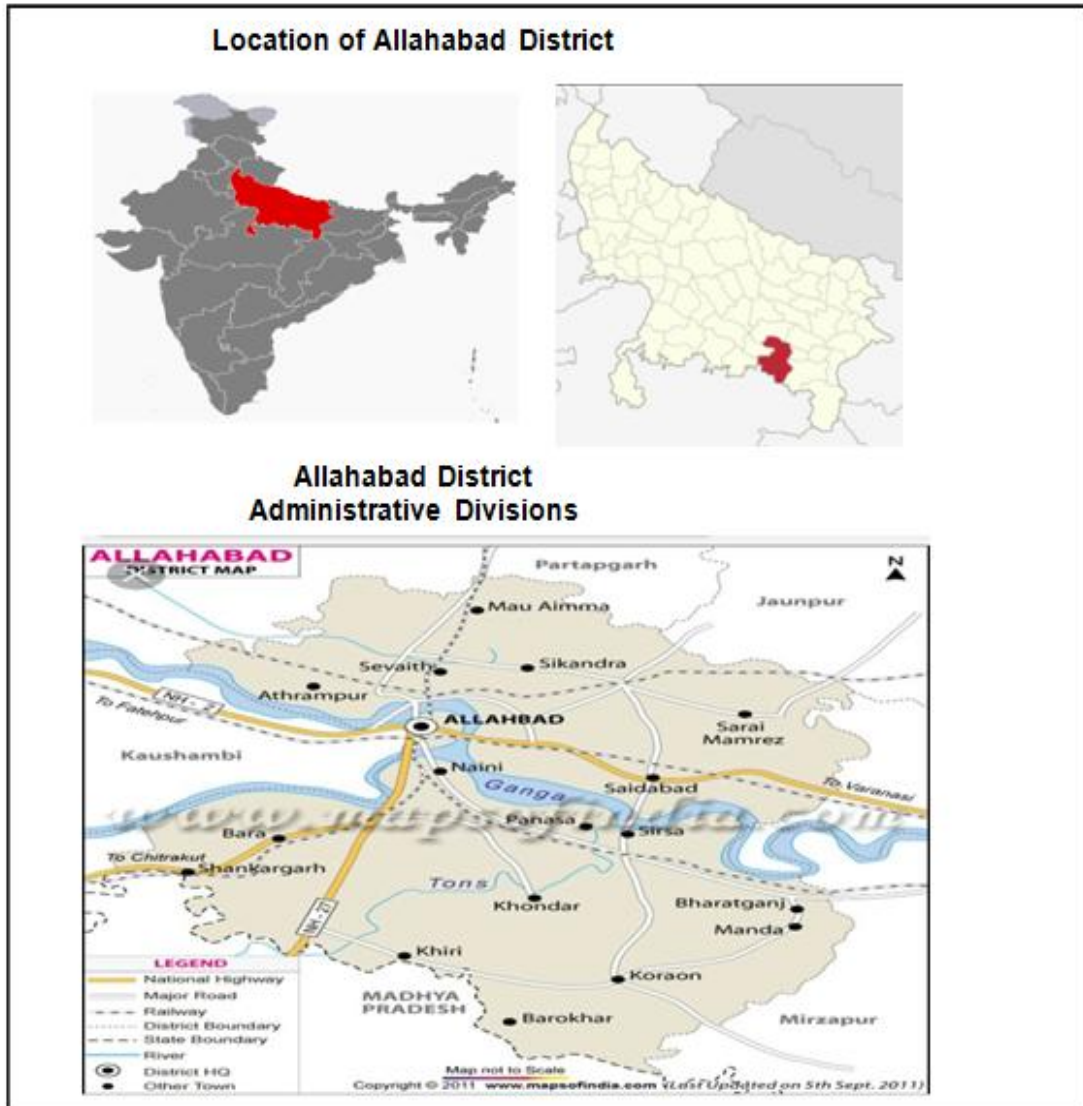 Location of Allahabad District
Allahabad District
Administrative Divisions
ALLAHABAD
DISTRICT MAP
Partapgarh
N
Jaunpur
Mau Aimma
Sevaith
Sikandra
Athrampur
NH - 2
To Fatehpur
ALLAHBAD
Sarai
Mamrez
Kaushambi
Naini
Ganga
Saidabad
To Varanasi
www.mapsofindia.com
Bara
Panasa
Sirsa
To Chitrakut
Shankargarh
Tons
Khondar
Bharatganj
Manda
NH - 27
Khiri
Koraon
MADHYA
PRADESH
Barokhar
Mirzapur
LEGEND
National Highway
Major Road
Railway
District Boundary
State Boundary
River
District HQ
Other Town
Map not to Scale
Copyright © 2011 www.mapsofindia.com (Last Updated on 5th Sept. 2011)